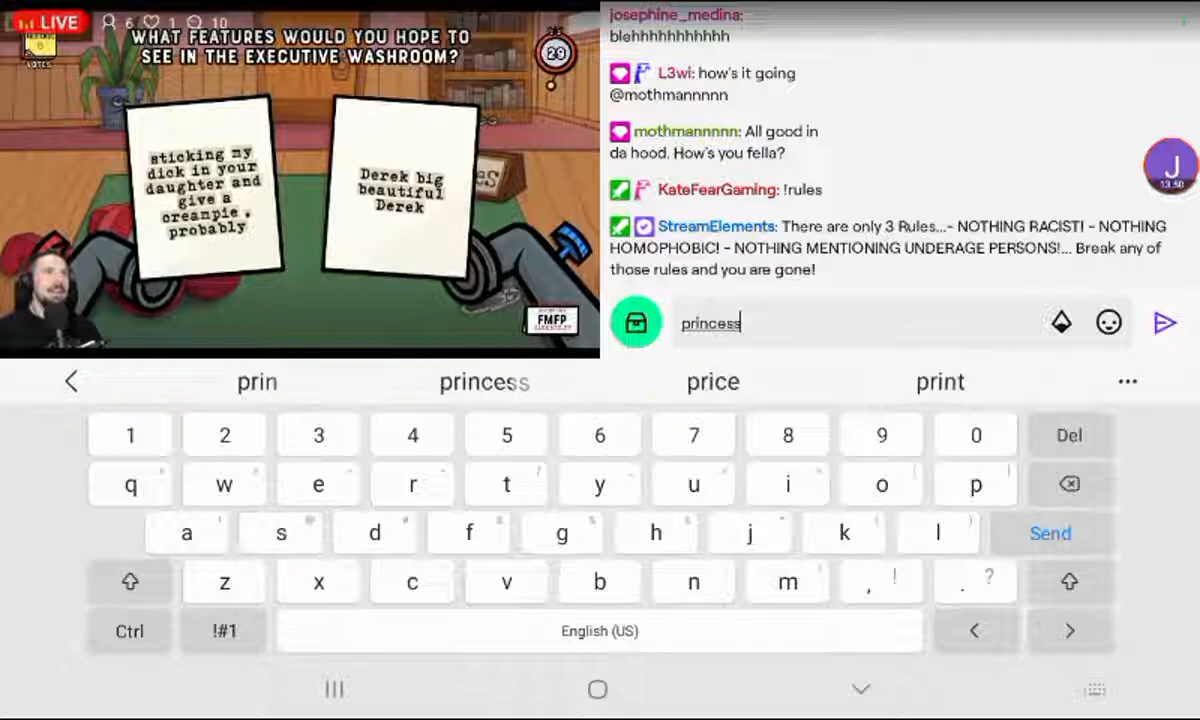 LIVE 6 1 10
VOTES
WHAT FEATURES WOULD YOU HOPE TO
SEE IN THE EXECUTIVE WASHROOM?
20
sticking my
dick in your
daughter and
give a
creampie,
probably
Derek big
beautiful
Derek
FMFP
josephine_medina:
blehhhhhhhhhhh
L3wi: how's it going
@mothmannnnn
mothmannnnn: All good in
da hood. How's you fella?
KateFearGaming: !rules
StreamElements: There are only 3 Rules...- NOTHING RACIST! - NOTHING
HOMOPHOBIC! - NOTHING MENTIONING UNDERAGE PERSONS!... Break any of
those rules and you are gone!
J
13:50
princess
prin princess price print
1 2 3 4 5 6 7 8 9 0 Del
q w e r t y u i o p
a s d f g h j k l Send
z x c v b n m , ! . ?
Ctrl !#1 English (US) < >